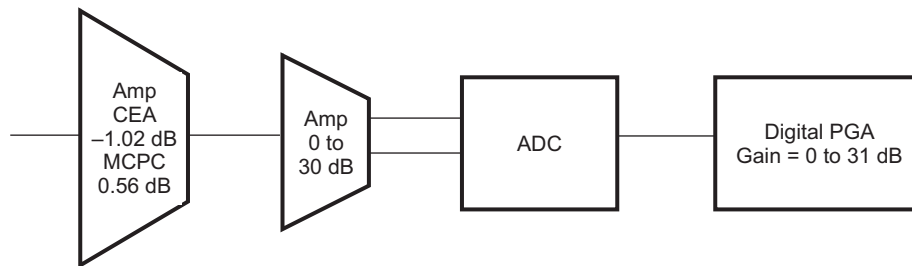 Amp
CEA
–1.02 dB
MCPC
0.56 dB
Amp
0 to
30 dB
ADC
Digital PGA
Gain = 0 to 31 dB